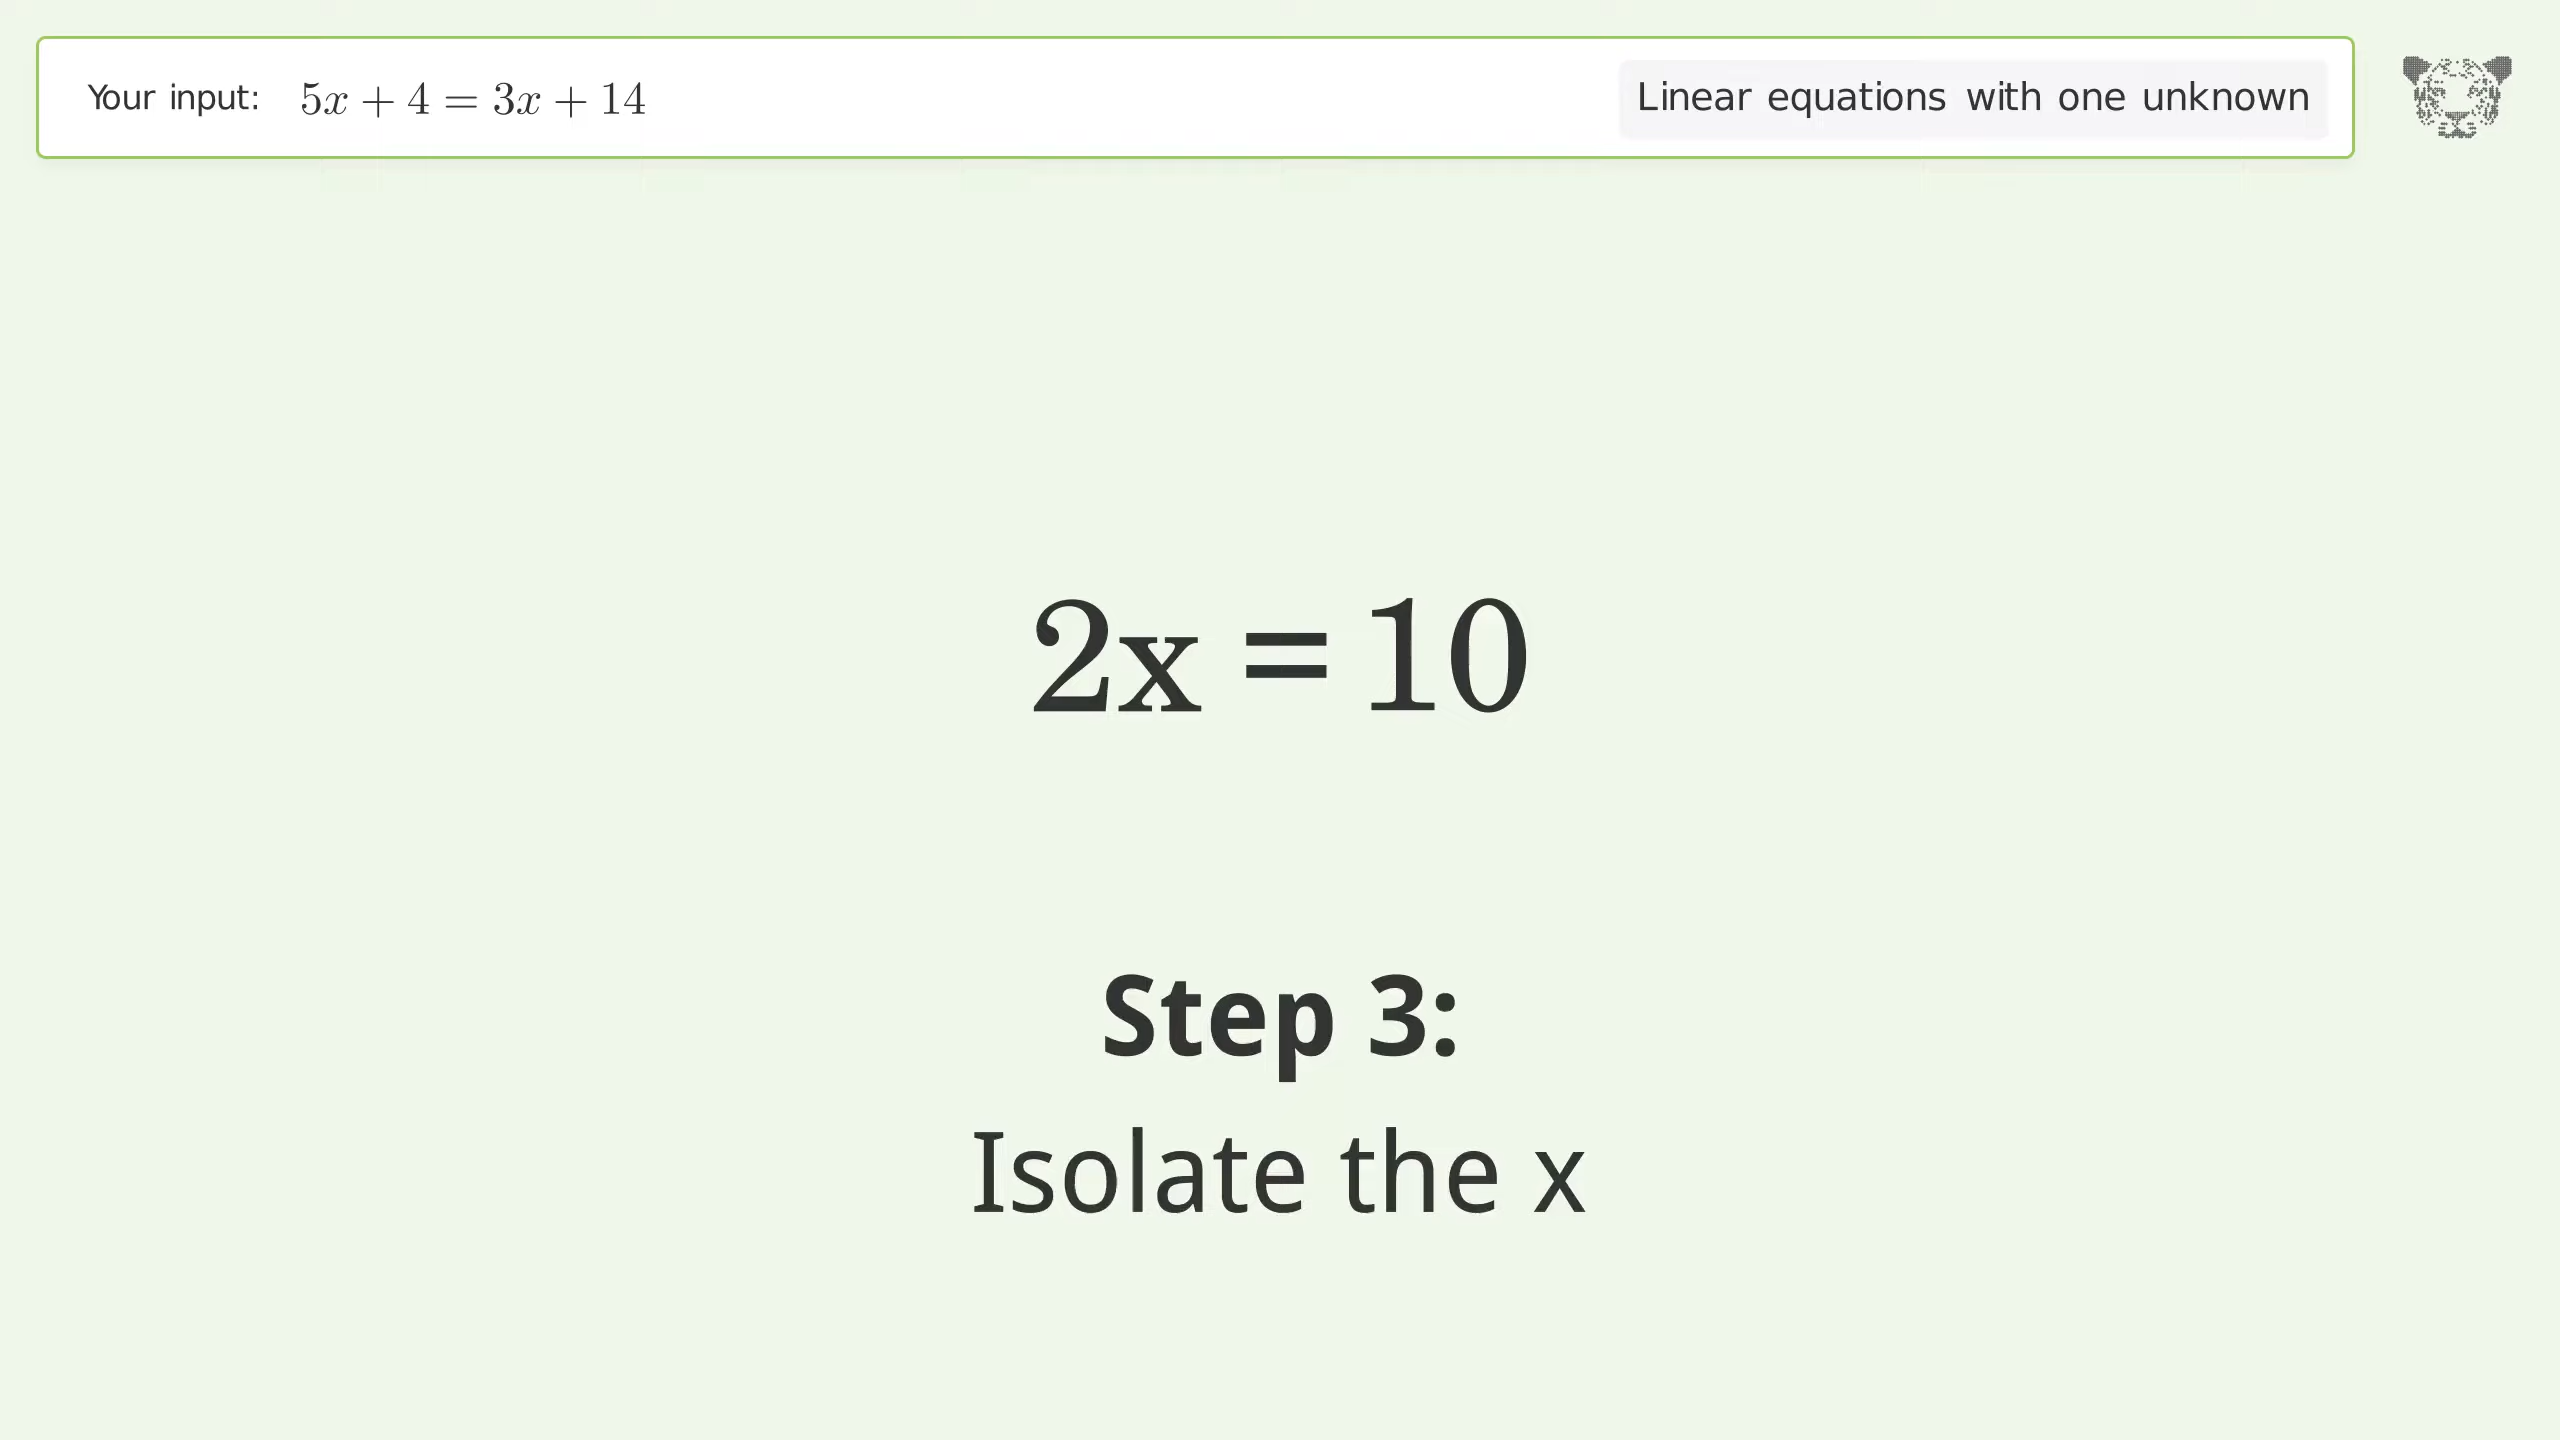 Your input: 5x + 4 = 3x + 14
Linear equations with one unknown
2x = 10
Step 3:
Isolate the x